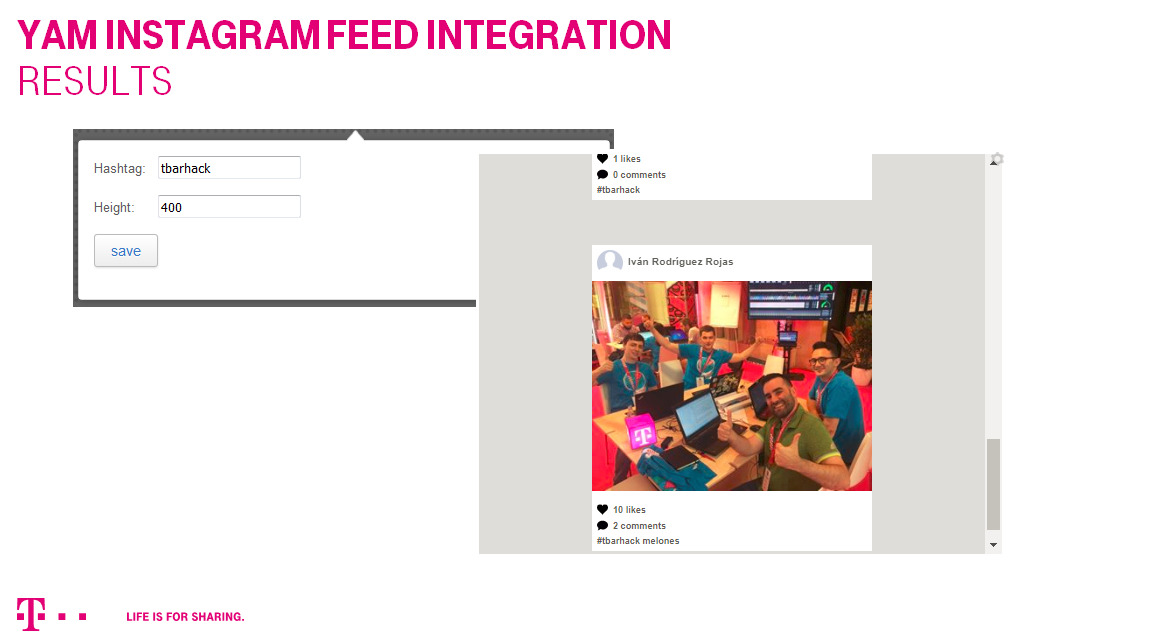 YAM INSTAGRAM FEED INTEGRATION
RESULTS
Hashtag: tbarhack
Height: 400
save
1 likes
0 comments
#tbarhack
Iván Rodríguez Rojas
T
10 likes
2 comments
#tbarhack melones
T
LIFE IS FOR SHARING.